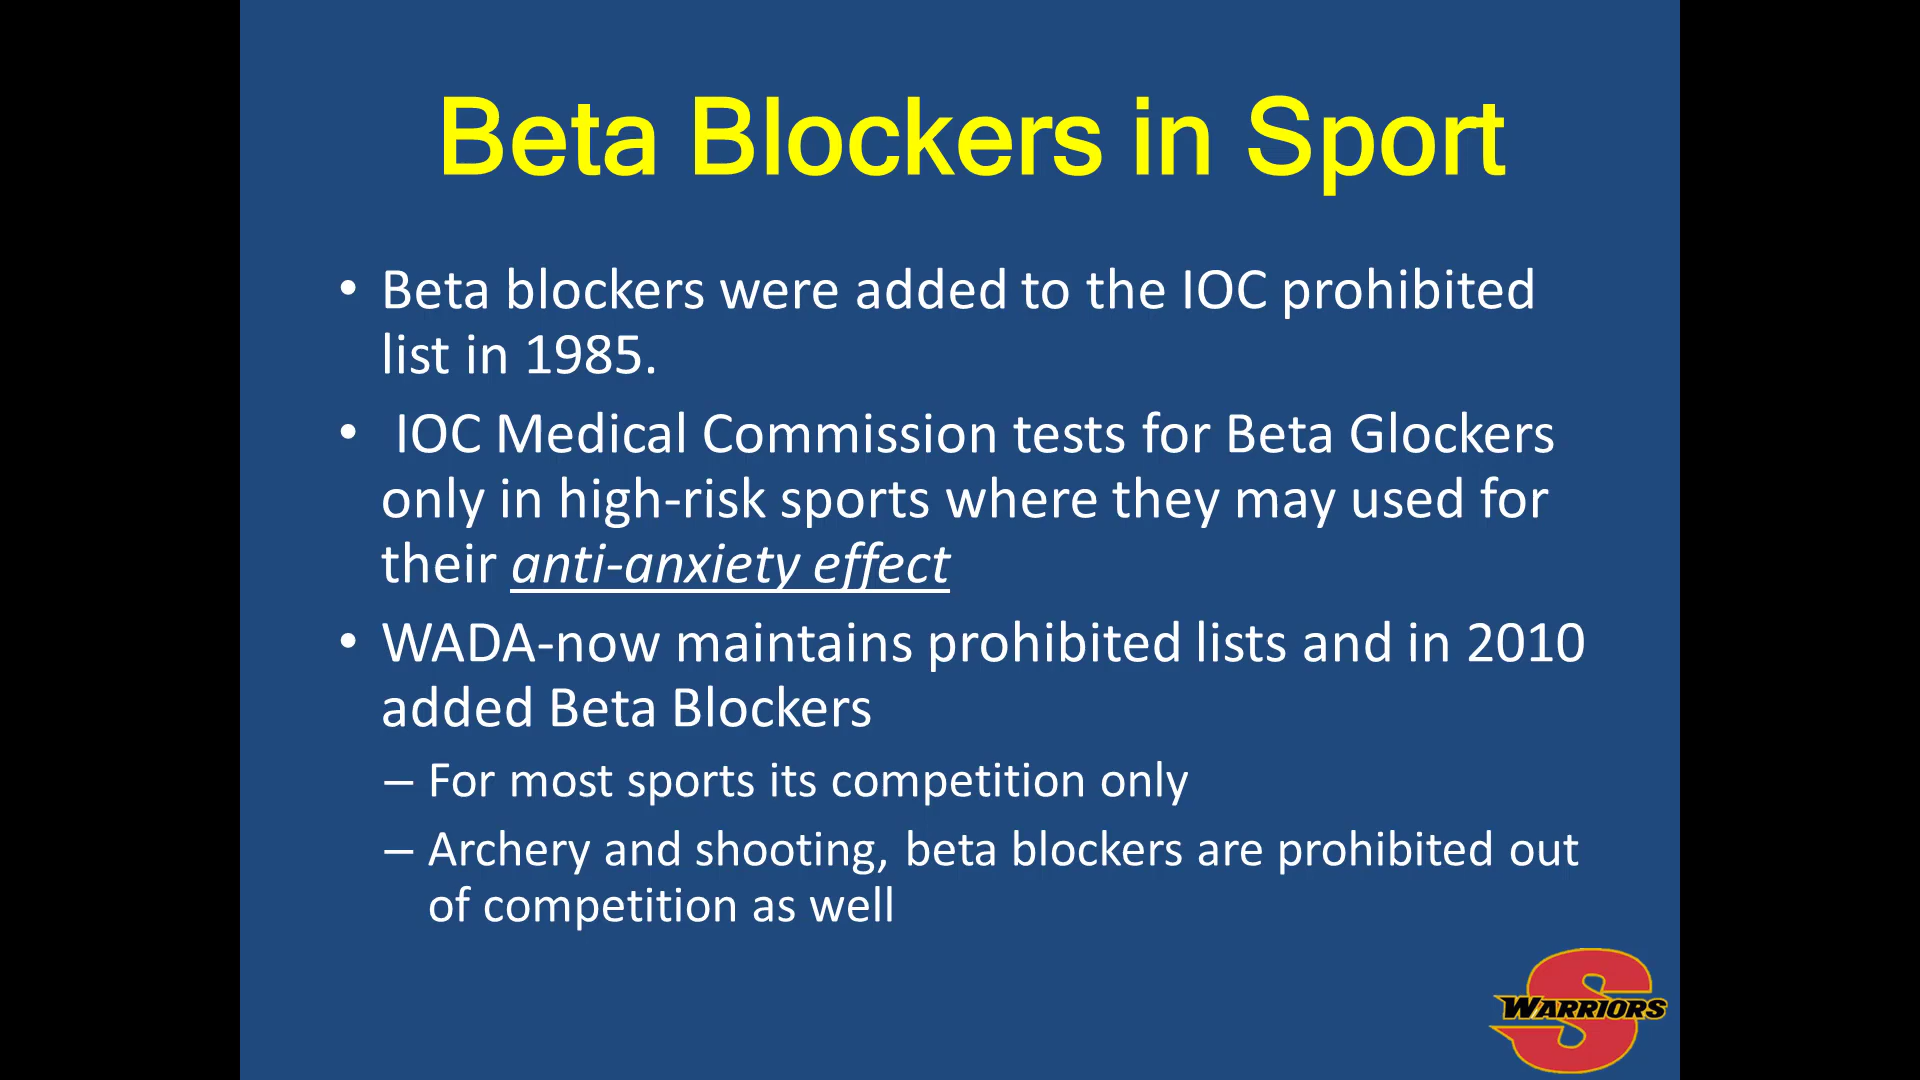 Beta Blockers in Sport
• Beta blockers were added to the IOC prohibited
list in 1985.
• IOC Medical Commission tests for Beta Glockers
only in high-risk sports where they may used for
their anti-anxiety effect
• WADA-now maintains prohibited lists and in 2010
added Beta Blockers
– For most sports its competition only
– Archery and shooting, beta blockers are prohibited out
of competition as well
S
WARRIORS